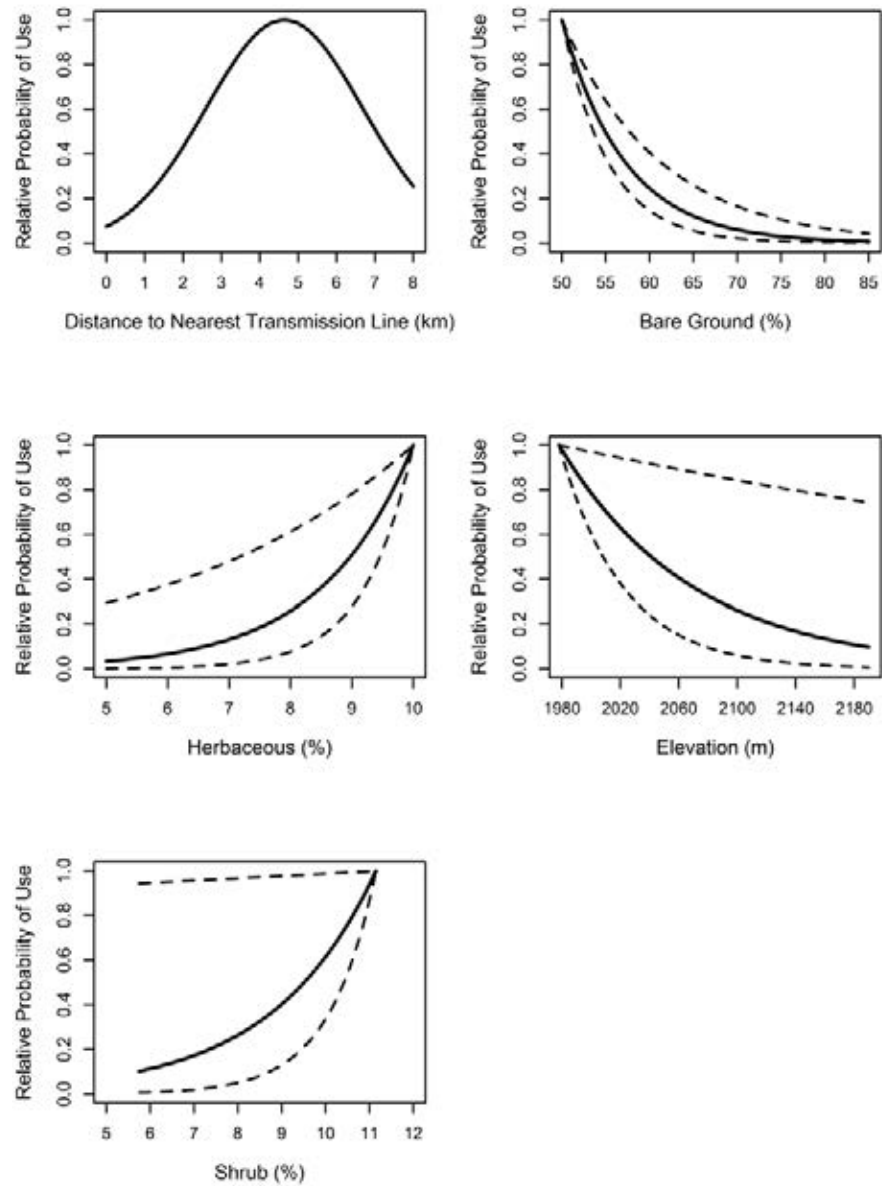 Relative Probability of Use
1.0
0.8
0.6
0.4
0.2
0.0
0 1 2 3 4 5 6 7 8
Distance to Nearest Transmission Line (km)
Relative Probability of Use
1.0
0.8
0.6
0.4
0.2
0.0
50 55 60 65 70 75 80 85
Bare Ground (%)
Relative Probability of Use
1.0
0.8
0.6
0.4
0.2
0.0
5 6 7 8 9 10
Herbaceous (%)
Relative Probability of Use
1.0
0.8
0.6
0.4
0.2
0.0
1980 2020 2060 2100 2140 2180
Elevation (m)
Relative Probability of Use
1.0
0.8
0.6
0.4
0.2
0.0
5 6 7 8 9 10 11 12
Shrub (%)